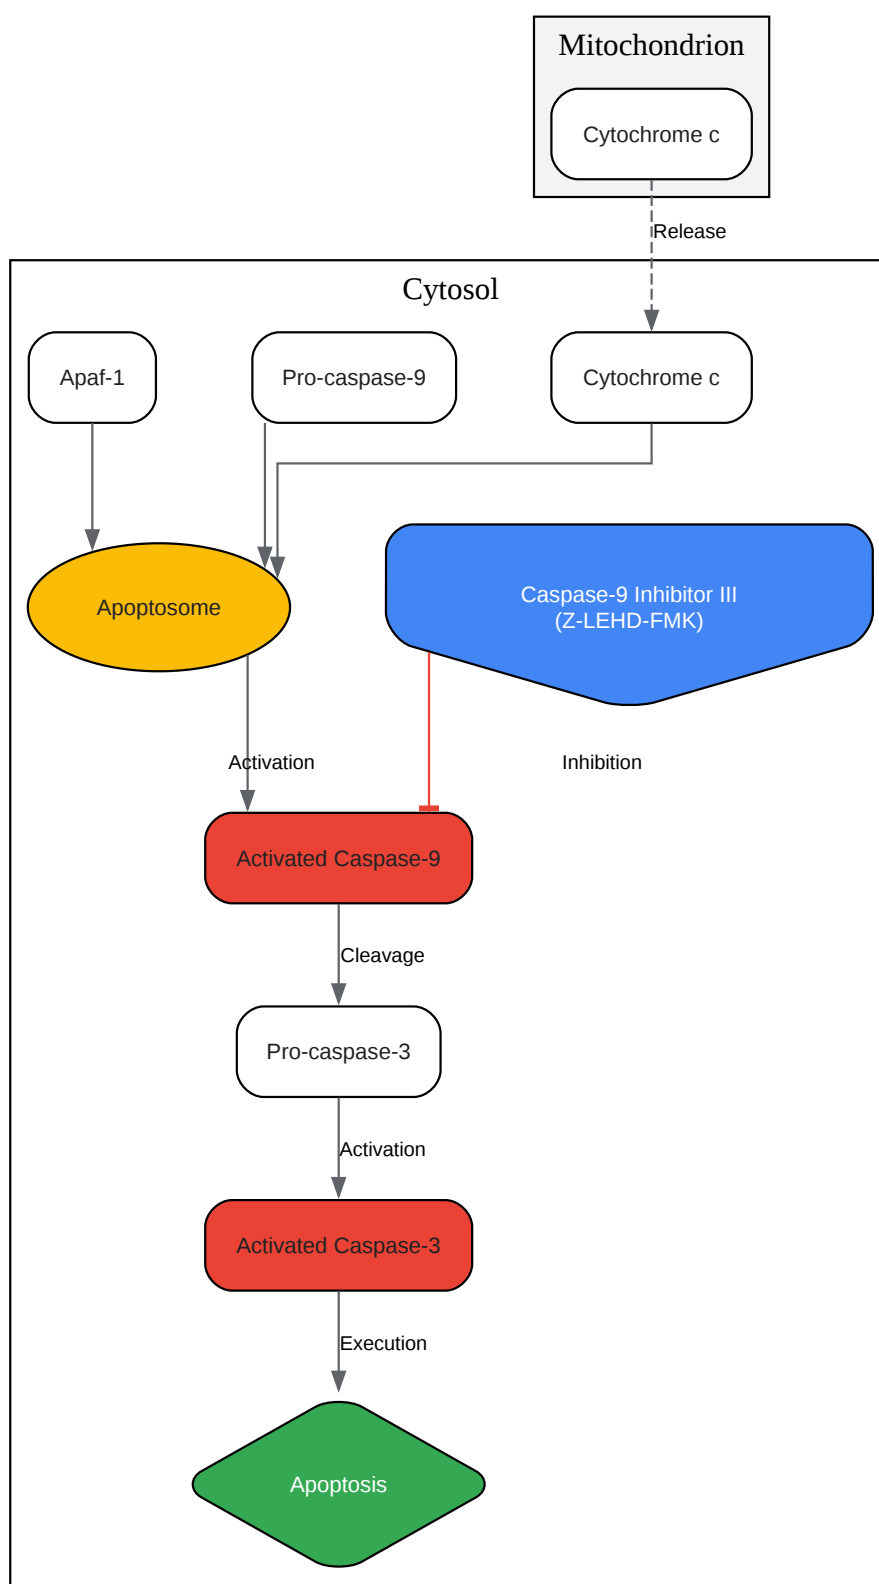 Mitochondrion
Cytochrome c
Release
Cytosol
Apaf-1
Pro-caspase-9
Cytochrome c
Apoptosome
Caspase-9 Inhibitor III
(Z-LEHD-FMK)
Activation
Inhibition
Activated Caspase-9
Cleavage
Pro-caspase-3
Activation
Activated Caspase-3
Execution
Apoptosis